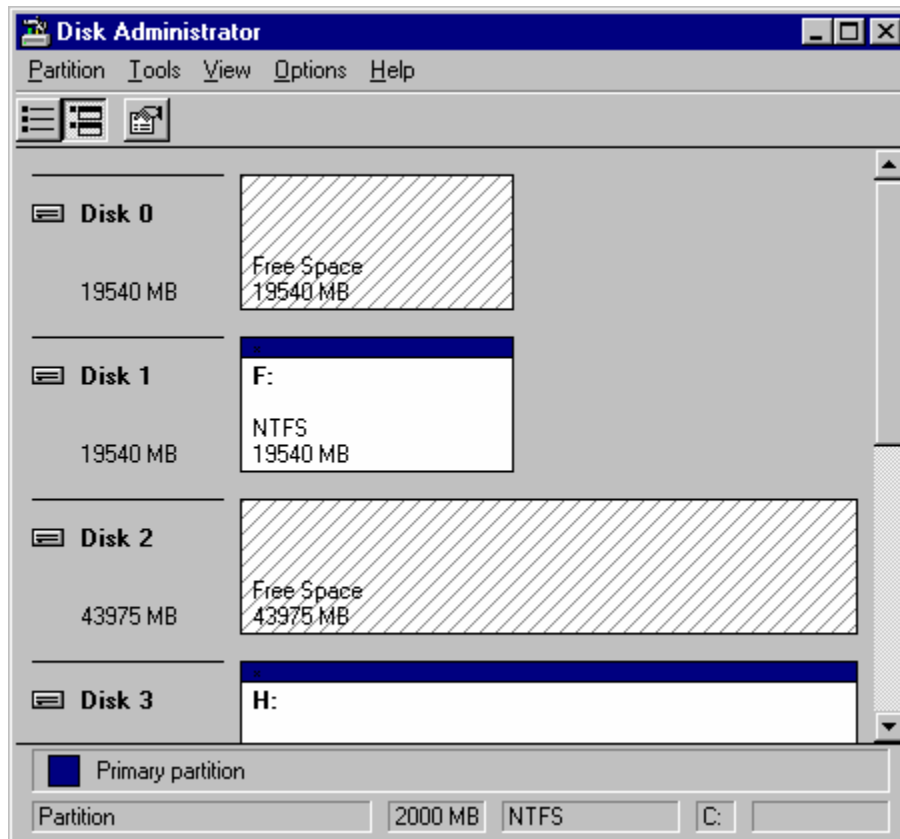 Disk Administrator
Partition Tools View Options Help
Disk 0
19540 MB
Free Space
19540 MB
Disk 1
19540 MB
F:
NTFS
19540 MB
Disk 2
43975 MB
Free Space
43975 MB
Disk 3
H:
Primary partition
Partition 2000 MB NTFS C: